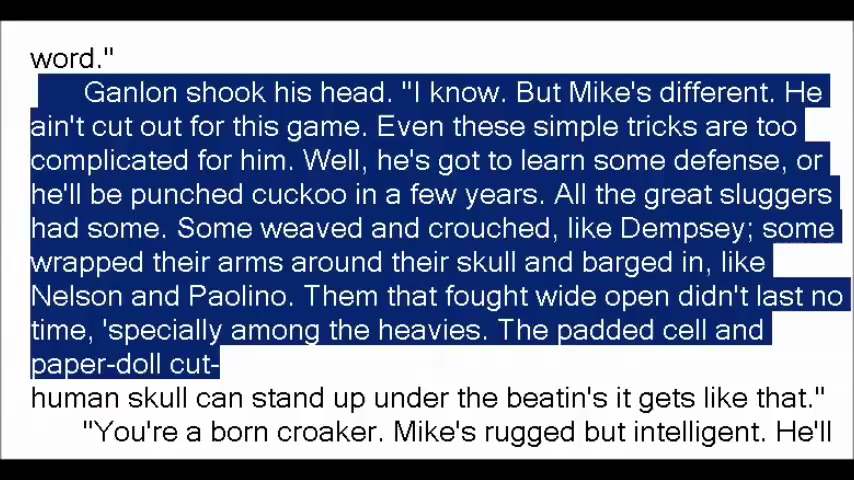 word."
Ganlon shook his head. "I know. But Mike's different. He
ain't cut out for this game. Even these simple tricks are too
complicated for him. Well, he's got to learn some defense, or
he'll be punched cuckoo in a few years. All the great sluggers
had some. Some weaved and crouched, like Dempsey; some
wrapped their arms around their skull and barged in, like
Nelson and Paolino. Them that fought wide open didn't last no
time, 'specially among the heavies. The padded cell and
paper-doll cut-
human skull can stand up under the beatin's it gets like that."
"You're a born croaker. Mike's rugged but intelligent. He'll